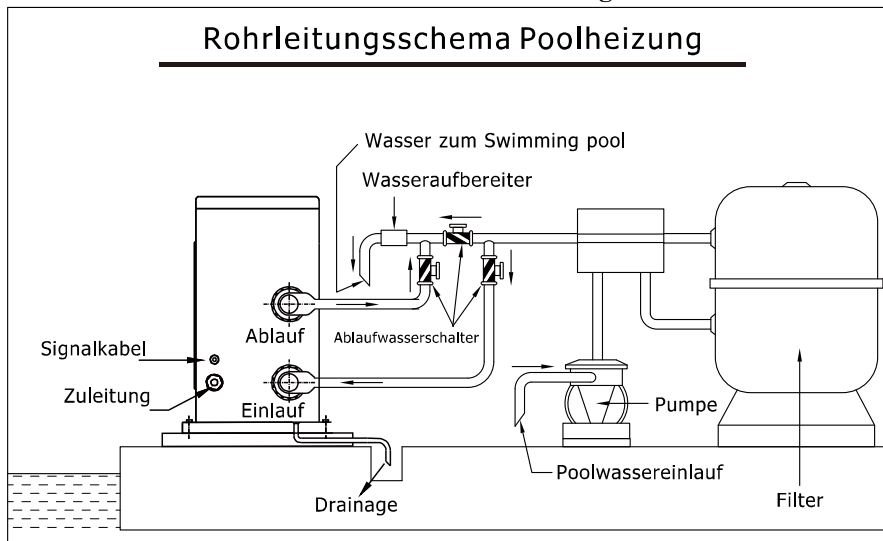 Rohrleitungsschema Poolheizung
Wasser zum Swimming pool
Wasseraufbereiter
Ablauf
Ablaufwasserschalter
Signalkabel
Zuleitung
Einlauf
Pumpe
Poolwassereinlauf
Drainage
Filter